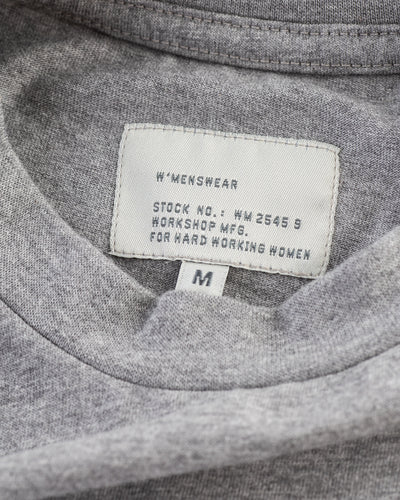 W'MENSWEAR
STOCK NO.: WM 2545 9
WORKSHOP MFG.
FOR HARD WORKING WOMEN
M